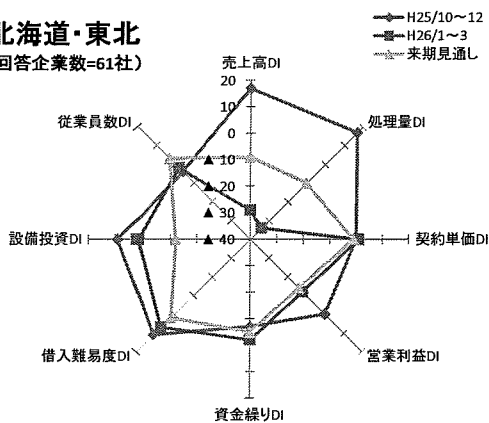 北海道・東北
回答企業数=61社）
H25/10～12
H26/1～3
来期見通し
売上高DI
20
処理量DI
10
従業員数DI
0
▲ 10
▲ 20
▲ 30
設備投資DI
▲ 40
契約単価DI
借入難易度DI
営業利益DI
資金繰りDI